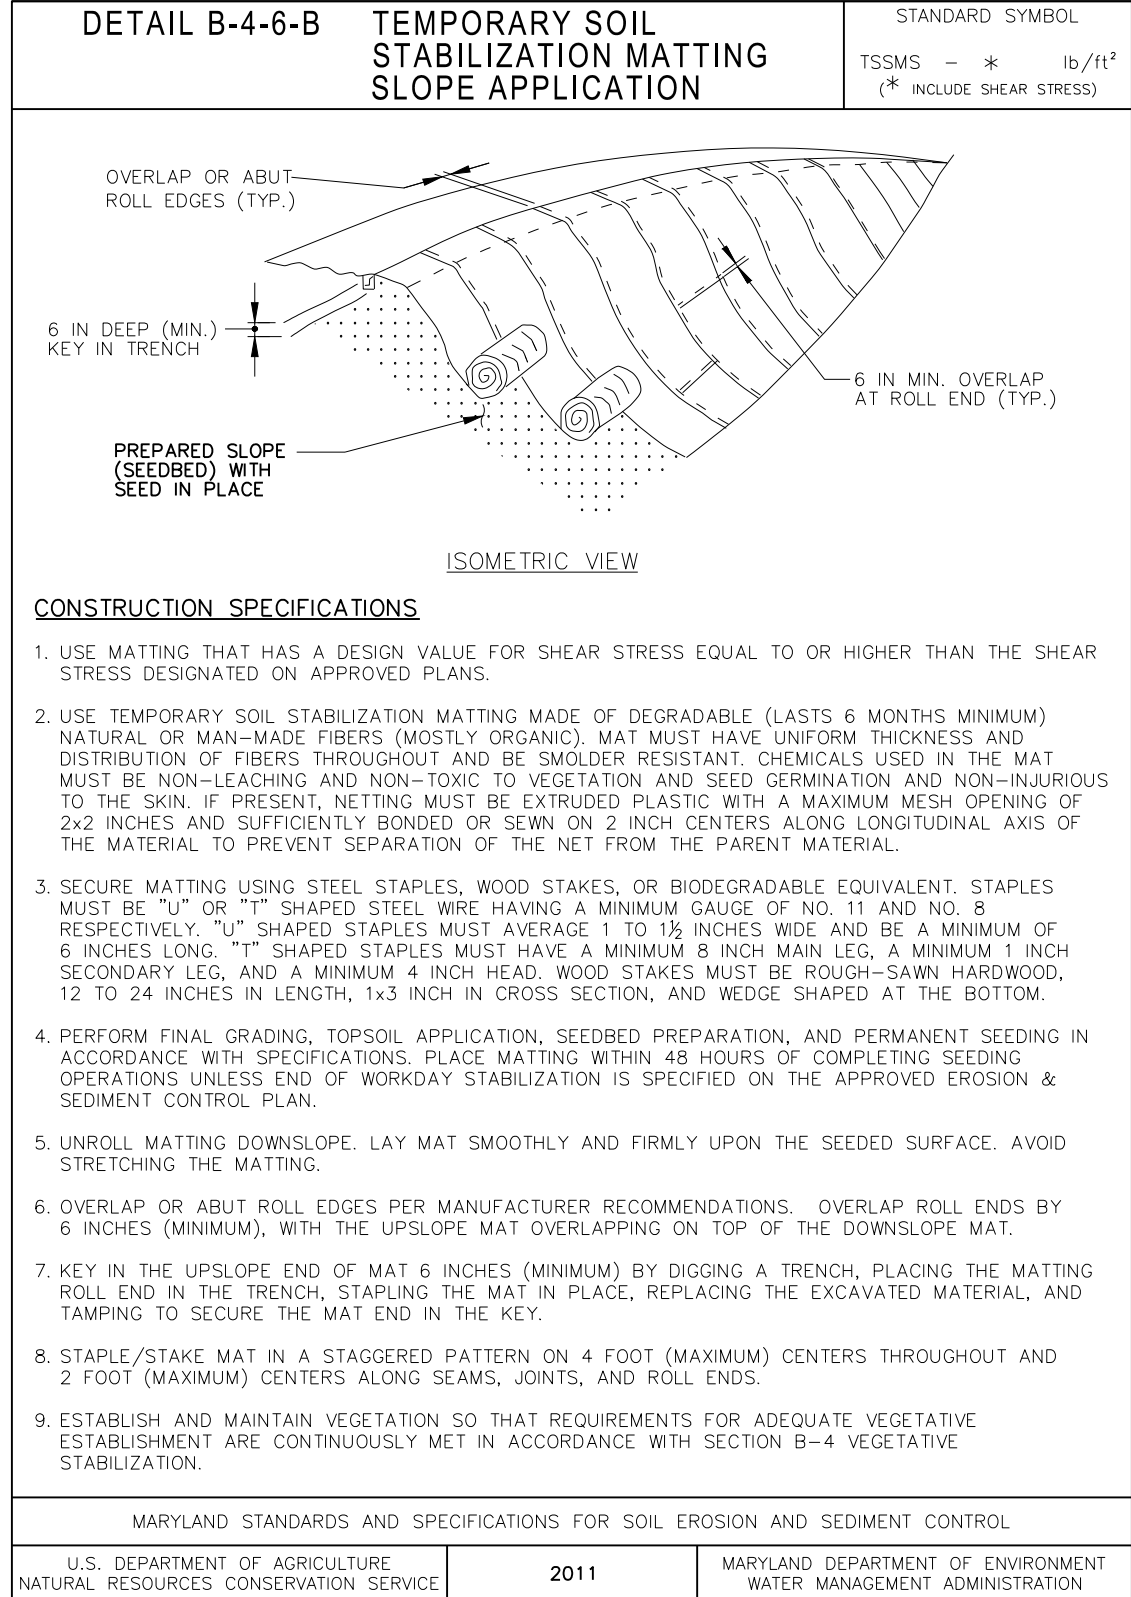 DETAIL B-4-6-B
TEMPORARY SOIL
STABILIZATION MATTING
SLOPE APPLICATION
STANDARD SYMBOL
TSSMS – * lb/ft²
(* INCLUDE SHEAR STRESS)
OVERLAP OR ABUT
ROLL EDGES (TYP.)
6 IN DEEP (MIN.)
KEY IN TRENCH
6 IN MIN. OVERLAP
AT ROLL END (TYP.)
PREPARED SLOPE
(SEEDBED) WITH
SEED IN PLACE
ISOMETRIC VIEW
CONSTRUCTION SPECIFICATIONS
1. USE MATTING THAT HAS A DESIGN VALUE FOR SHEAR STRESS EQUAL TO OR HIGHER THAN THE SHEAR
STRESS DESIGNATED ON APPROVED PLANS.
2. USE TEMPORARY SOIL STABILIZATION MATTING MADE OF DEGRADABLE (LASTS 6 MONTHS MINIMUM)
NATURAL OR MAN–MADE FIBERS (MOSTLY ORGANIC). MAT MUST HAVE UNIFORM THICKNESS AND
DISTRIBUTION OF FIBERS THROUGHOUT AND BE SMOLDER RESISTANT. CHEMICALS USED IN THE MAT
MUST BE NON–LEACHING AND NON–TOXIC TO VEGETATION AND SEED GERMINATION AND NON–INJURIOUS
TO THE SKIN. IF PRESENT, NETTING MUST BE EXTRUDED PLASTIC WITH A MAXIMUM MESH OPENING OF
2x2 INCHES AND SUFFICIENTLY BONDED OR SEWN ON 2 INCH CENTERS ALONG LONGITUDINAL AXIS OF
THE MATERIAL TO PREVENT SEPARATION OF THE NET FROM THE PARENT MATERIAL.
3. SECURE MATTING USING STEEL STAPLES, WOOD STAKES, OR BIODEGRADABLE EQUIVALENT. STAPLES
MUST BE "U" OR "T" SHAPED STEEL WIRE HAVING A MINIMUM GAUGE OF NO. 11 AND NO. 8
RESPECTIVELY. "U" SHAPED STAPLES MUST AVERAGE 1 TO 1½ INCHES WIDE AND BE A MINIMUM OF
6 INCHES LONG. "T" SHAPED STAPLES MUST HAVE A MINIMUM 8 INCH MAIN LEG, A MINIMUM 1 INCH
SECONDARY LEG, AND A MINIMUM 4 INCH HEAD. WOOD STAKES MUST BE ROUGH–SAWN HARDWOOD,
12 TO 24 INCHES IN LENGTH, 1x3 INCH IN CROSS SECTION, AND WEDGE SHAPED AT THE BOTTOM.
4. PERFORM FINAL GRADING, TOPSOIL APPLICATION, SEEDBED PREPARATION, AND PERMANENT SEEDING IN
ACCORDANCE WITH SPECIFICATIONS. PLACE MATTING WITHIN 48 HOURS OF COMPLETING SEEDING
OPERATIONS UNLESS END OF WORKDAY STABILIZATION IS SPECIFIED ON THE APPROVED EROSION &
SEDIMENT CONTROL PLAN.
5. UNROLL MATTING DOWNSLOPE. LAY MAT SMOOTHLY AND FIRMLY UPON THE SEEDED SURFACE. AVOID
STRETCHING THE MATTING.
6. OVERLAP OR ABUT ROLL EDGES PER MANUFACTURER RECOMMENDATIONS. OVERLAP ROLL ENDS BY
6 INCHES (MINIMUM), WITH THE UPSLOPE MAT OVERLAPPING ON TOP OF THE DOWNSLOPE MAT.
7. KEY IN THE UPSLOPE END OF MAT 6 INCHES (MINIMUM) BY DIGGING A TRENCH, PLACING THE MATTING
ROLL END IN THE TRENCH, STAPLING THE MAT IN PLACE, REPLACING THE EXCAVATED MATERIAL, AND
TAMPING TO SECURE THE MAT END IN THE KEY.
8. STAPLE/STAKE MAT IN A STAGGERED PATTERN ON 4 FOOT (MAXIMUM) CENTERS THROUGHOUT AND
2 FOOT (MAXIMUM) CENTERS ALONG SEAMS, JOINTS, AND ROLL ENDS.
9. ESTABLISH AND MAINTAIN VEGETATION SO THAT REQUIREMENTS FOR ADEQUATE VEGETATIVE
ESTABLISHMENT ARE CONTINUOUSLY MET IN ACCORDANCE WITH SECTION B–4 VEGETATIVE
STABILIZATION.
MARYLAND STANDARDS AND SPECIFICATIONS FOR SOIL EROSION AND SEDIMENT CONTROL
U.S. DEPARTMENT OF AGRICULTURE
NATURAL RESOURCES CONSERVATION SERVICE
2011
MARYLAND DEPARTMENT OF ENVIRONMENT
WATER MANAGEMENT ADMINISTRATION